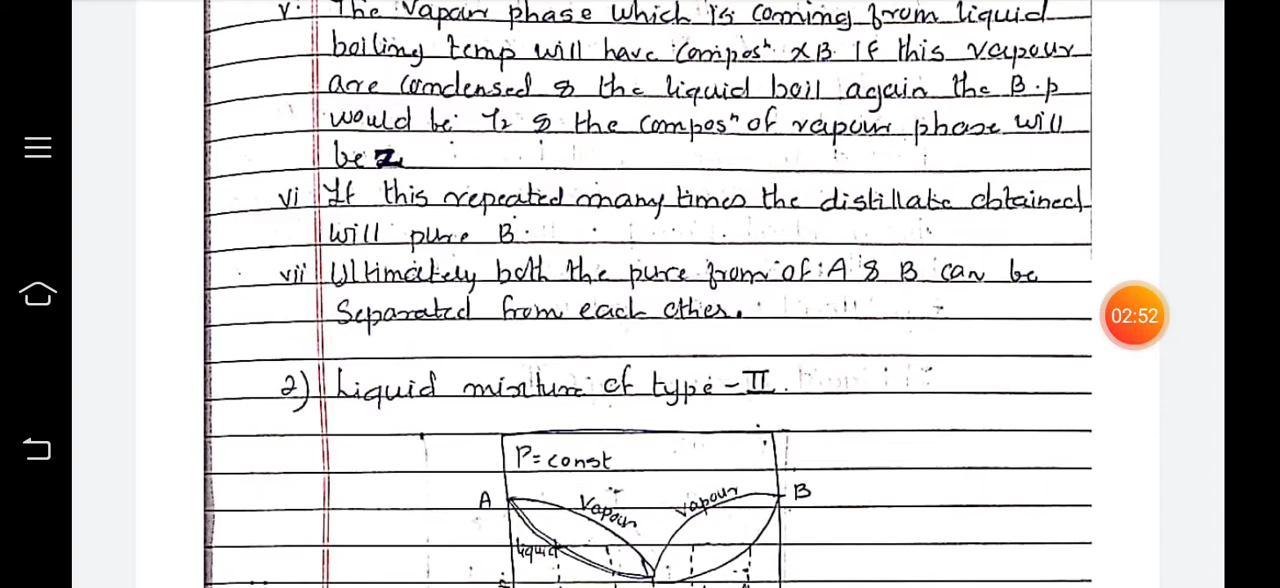 v. The vapour phase which is coming from liquid
boiling temp will have composⁿ XB If this vapour
are condensed & the liquid boil again the B.p
would be T2 & the composⁿ of vapour phase will
be Z
vi If this repeated many times the distillate obtained
will pure B.
vii Ultimately both the pure from of A & B can be
separated from each other.
2) Liquid mixture of type-II.
P=const
A Vapour vapour B
liquid
02:52